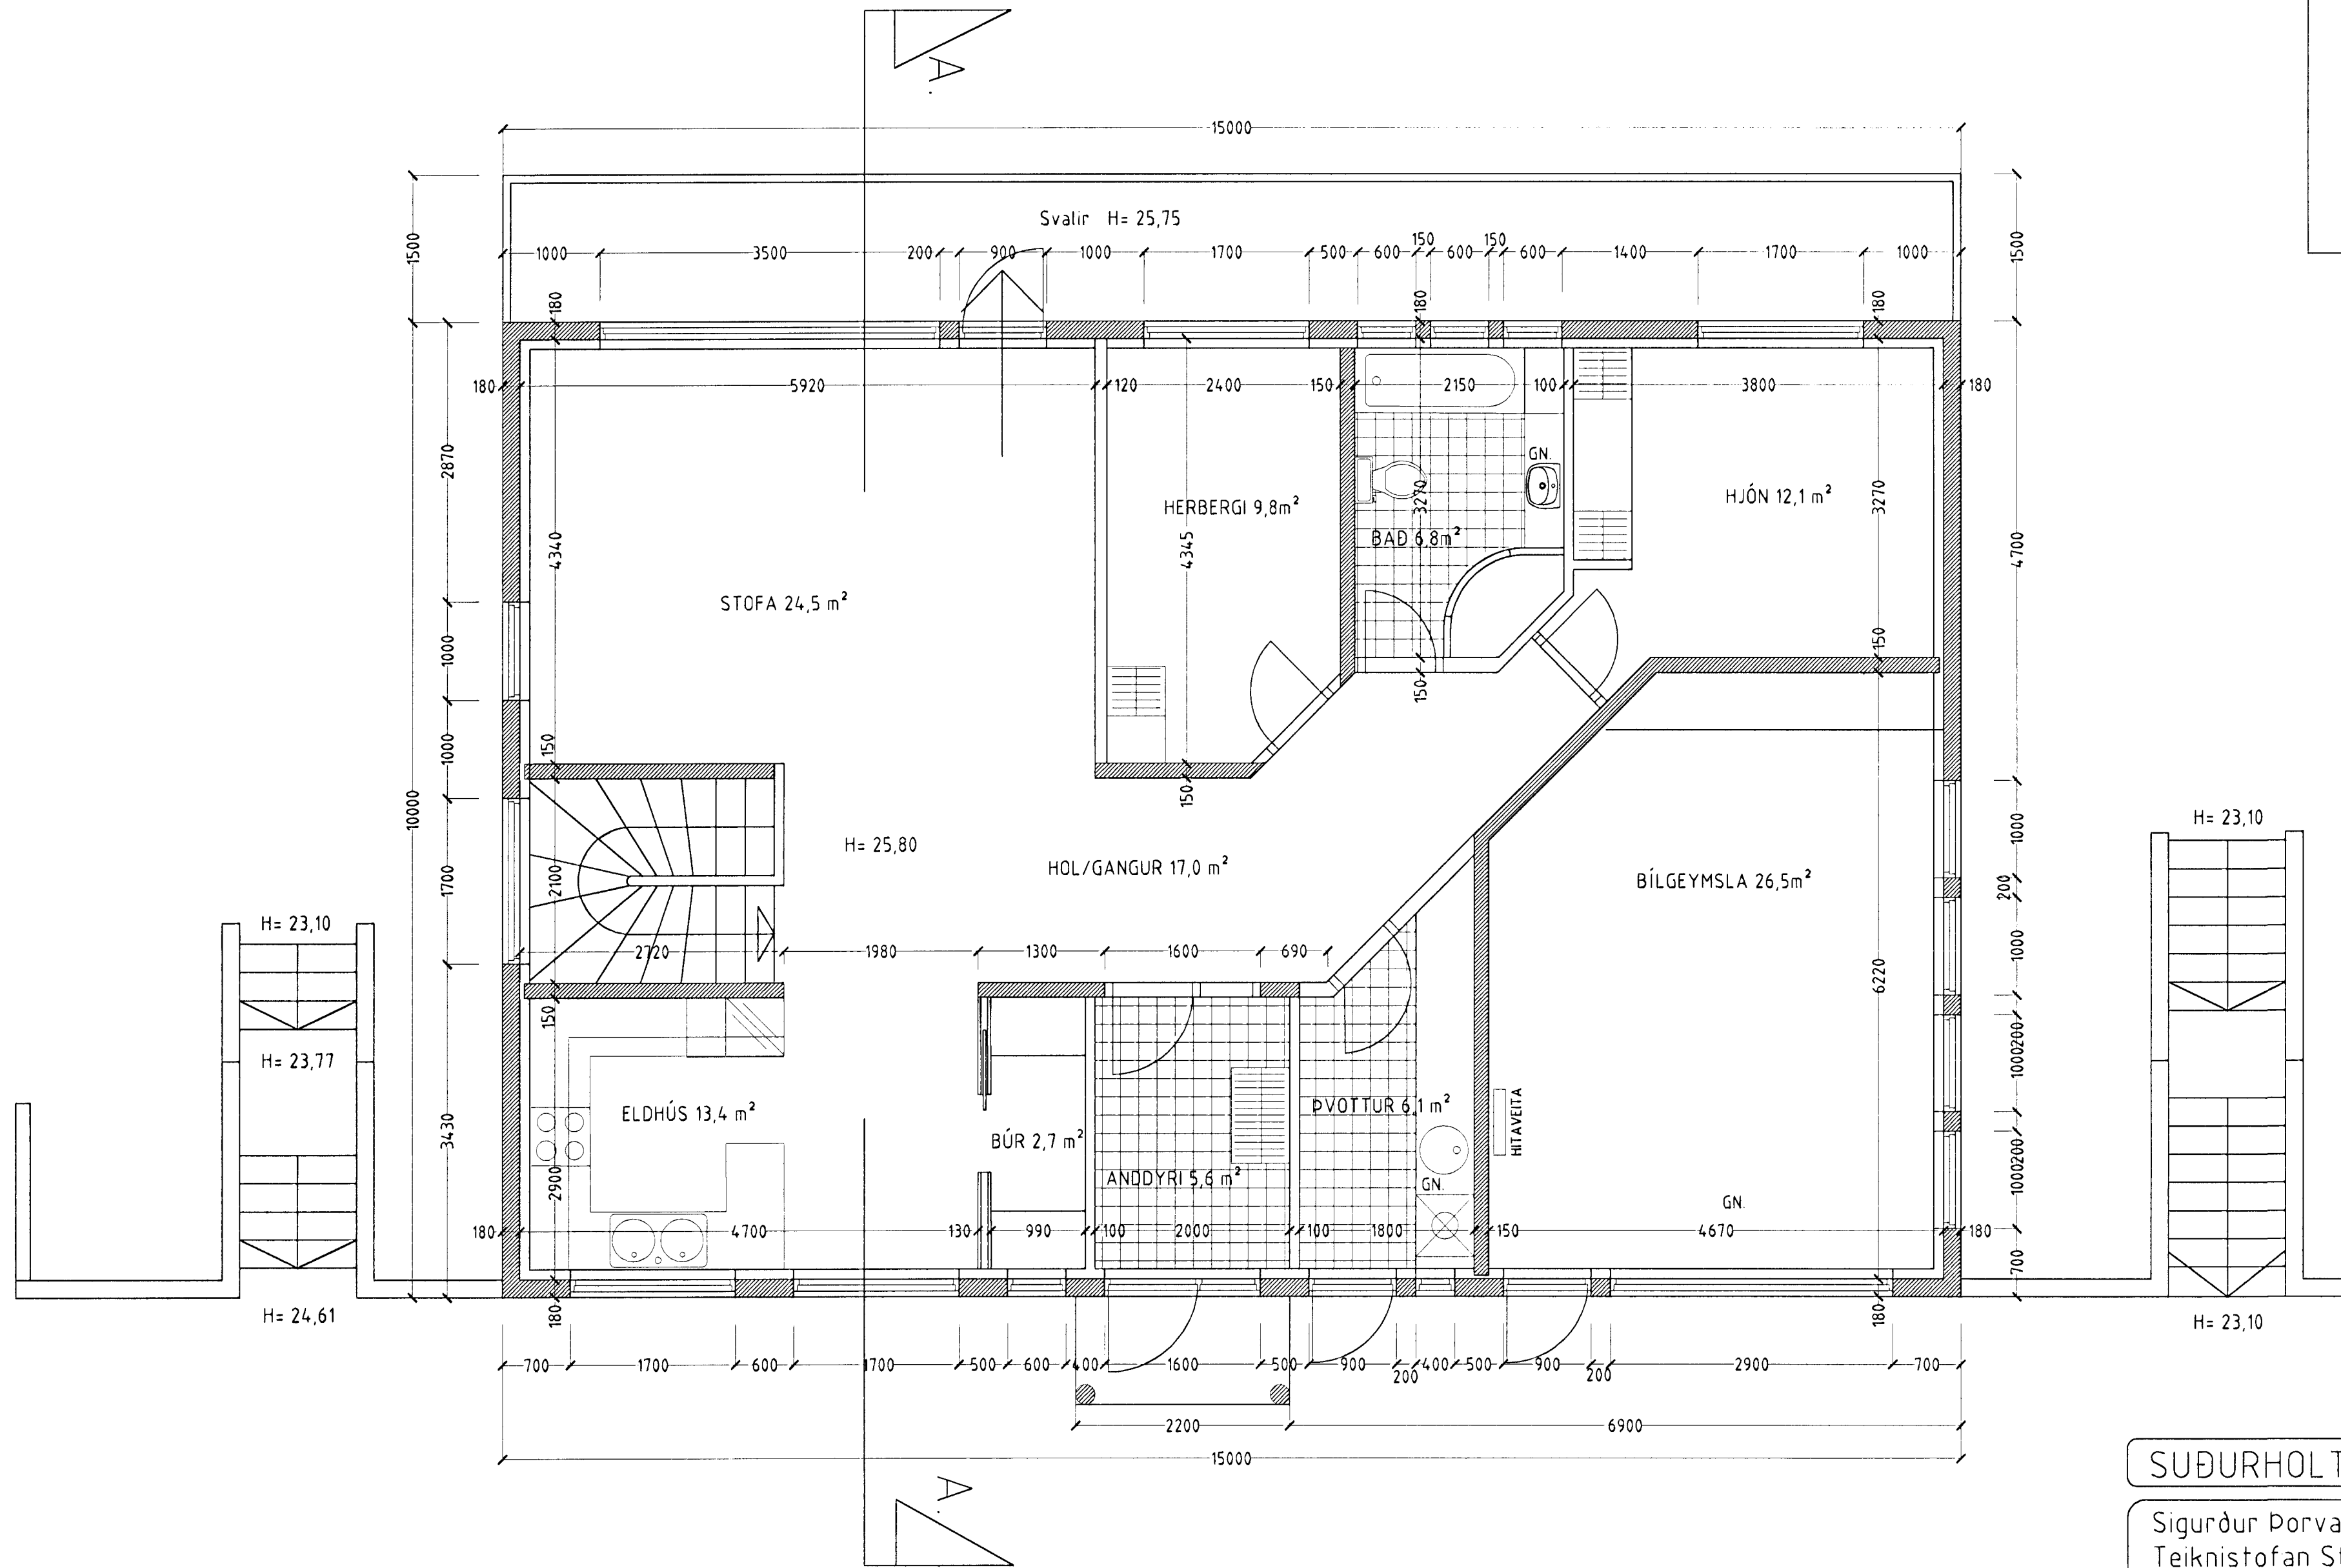 A.
15000
Svalir H= 25,75
1500
1000 3500 200 900 1000 1700 500 600 150 600 150 600 1400 1700 1000
1500
180 180 180
180 5920 120 2400 150 2150 100 3800 180
2870
GN.
HERBERGI 9,8m²
HJÓN 12,1 m²
3270 3270
BAÐ 6,8m²
4340 4345 4700
STOFA 24,5 m²
1000
150
150
1000
150
150
10000
H= 23,10
1000
H= 25,80
HOL/GANGUR 17,0 m²
BÍLGEYMSLA 26,5m²
1700
2100
200
H= 23,10
2720 1980 1300 1600 690
1000
6220
150
1000200
H= 23,77
ELDHÚS 13,4 m²
ÞVOTTUR 6,1 m²
HITAVEITA
3430
BÚR 2,7 m²
ANDDYRI 5,6 m²
2900
GN.
GN.
1000200
180 4700 130 990 100 2000 100 1800 150 4670 180
700
180
180
H= 24,61
H= 23,10
700 1700 600 1700 500 600 400 1600 500 900 200 400 500 900 200 2900 700
2200 6900
15000
A.
SUÐURHOLT
Sigurður Þorva
Teiknistofan St